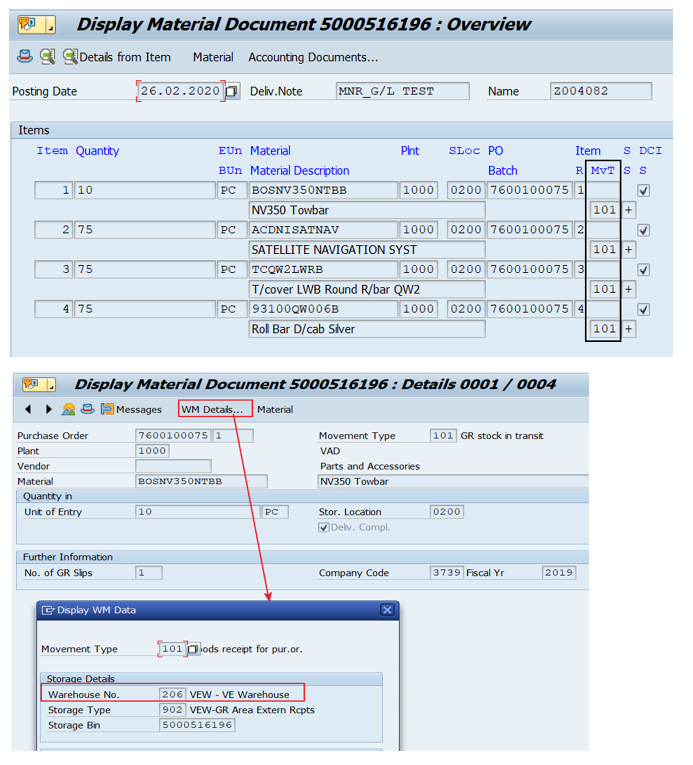 Display Material Document 5000516196 : Overview
Details from Item Material Accounting Documents...
Posting Date 26.02.2020 Deliv.Note MNR_G/L TEST Name Z004082
Items
Item Quantity EUn Material Plnt SLoc PO Item S DCI
BUn Material Description Batch R MvT S S
1 10 PC BOSNV350NTBB 1000 0200 7600100075 1
NV350 Towbar 101 +
2 75 PC ACDNISATNAV 1000 0200 7600100075 2
SATELLITE NAVIGATION SYST 101 +
3 75 PC TCQW2LWRB 1000 0200 7600100075 3
T/cover LWB Round R/bar QW2 101 +
4 75 PC 93100QW006B 1000 0200 7600100075 4
Roll Bar D/cab Silver 101 +
Display Material Document 5000516196 : Details 0001 / 0004
Messages WM Details... Material
Purchase Order 7600100075 1 Movement Type 101 GR stock in transit
Plant 1000 VAD
Vendor Parts and Accessories
Material BOSNV350NTBB NV350 Towbar
Quantity in
Unit of Entry 10 PC Stor. Location 0200
Deliv. Compl.
Further Information
No. of GR Slips 1 Company Code 3739 Fiscal Yr 2019
Display WM Data
Movement Type 101 ods receipt for pur.or.
Storage Details
Warehouse No. 206 VEW - VE Warehouse
Storage Type 902 VEW-GR Area Extern Rcpts
Storage Bin 5000516196